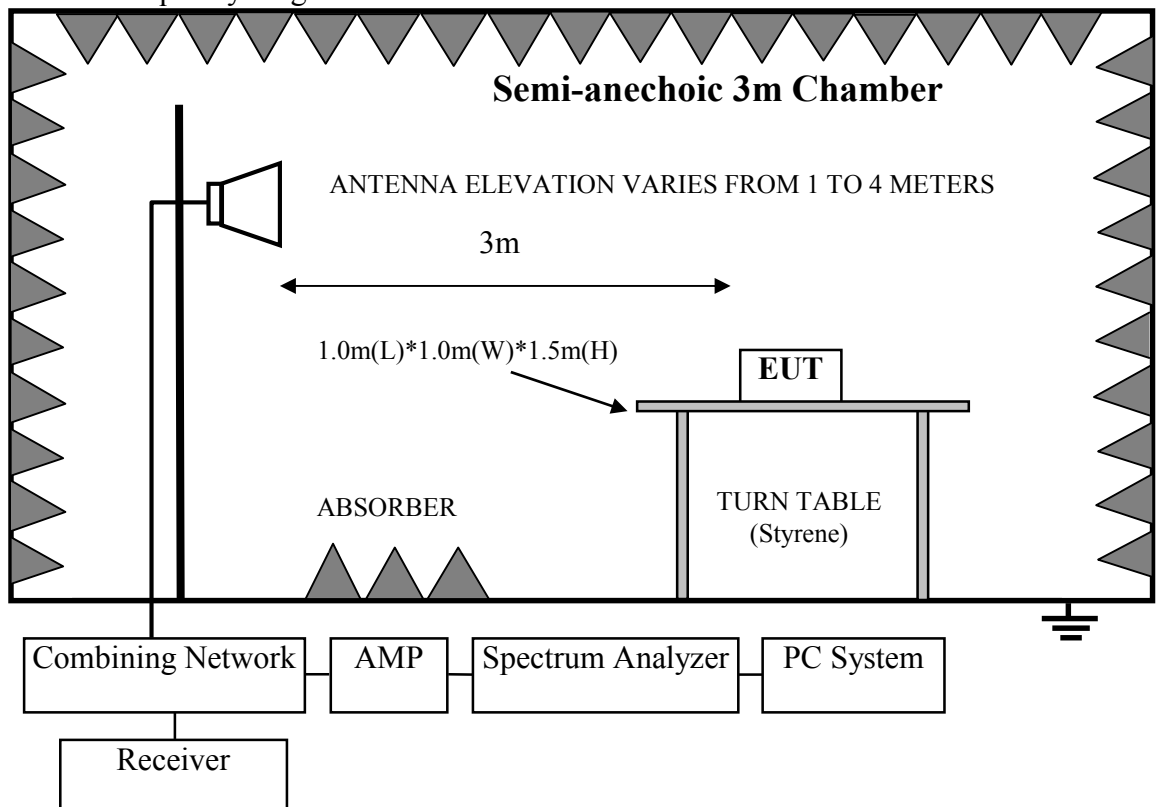 Semi-anechoic 3m Chamber
ANTENNA ELEVATION VARIES FROM 1 TO 4 METERS
3m
1.0m(L)*1.0m(W)*1.5m(H)
EUT
ABSORBER
TURN TABLE
(Styrene)
Combining Network
AMP
Spectrum Analyzer
PC System
Receiver